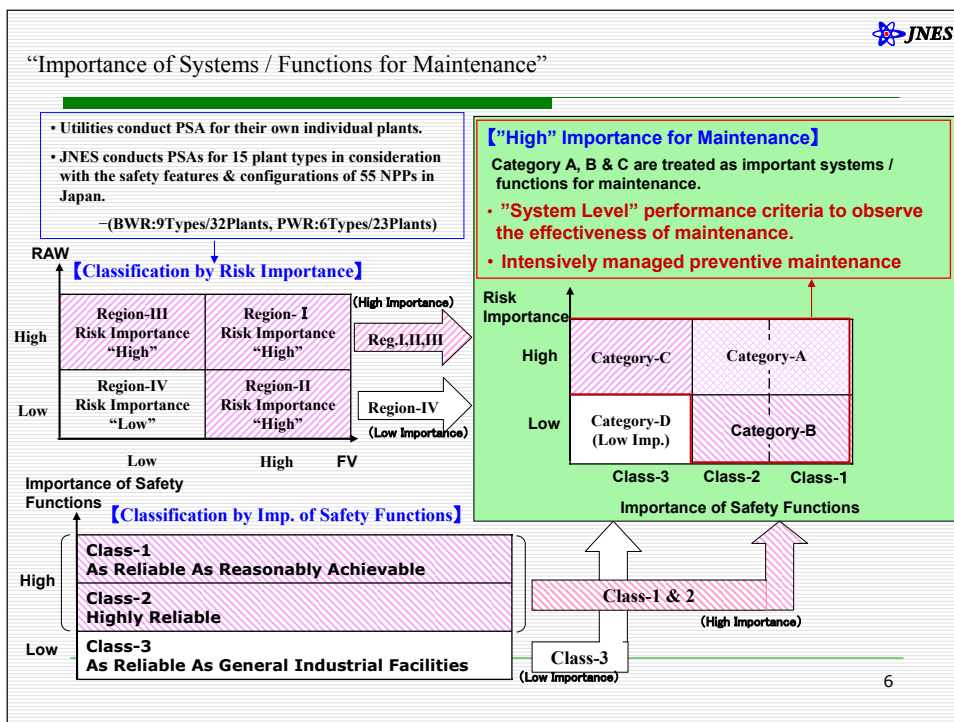 JNES
“Importance of Systems / Functions for Maintenance”
• Utilities conduct PSA for their own individual plants.
• JNES conducts PSAs for 15 plant types in consideration
with the safety features & configurations of 55 NPPs in
Japan.
−(BWR:9Types/32Plants, PWR:6Types/23Plants)
【”High” Importance for Maintenance】
Category A, B & C are treated as important systems /
functions for maintenance.
• ”System Level” performance criteria to observe
the effectiveness of maintenance.
• Intensively managed preventive maintenance
RAW
【Classification by Risk Importance】
High
Low
Region-III
Risk Importance
“High”
Region-Ⅰ
Risk Importance
“High”
Region-IV
Risk Importance
“Low”
Region-II
Risk Importance
“High”
Low
High
FV
(High Importance)
Reg.I,II,III
Region-IV
(Low Importance)
Risk
Importance
High
Low
Category-C
Category-A
Category-D
(Low Imp.)
Category-B
Class-3
Class-2
Class-1
Importance of Safety Functions
Importance of Safety
Functions
【Classification by Imp. of Safety Functions】
High
Low
Class-1
As Reliable As Reasonably Achievable
Class-2
Highly Reliable
Class-3
As Reliable As General Industrial Facilities
Class-1 & 2
(High Importance)
Class-3
(Low Importance)
6